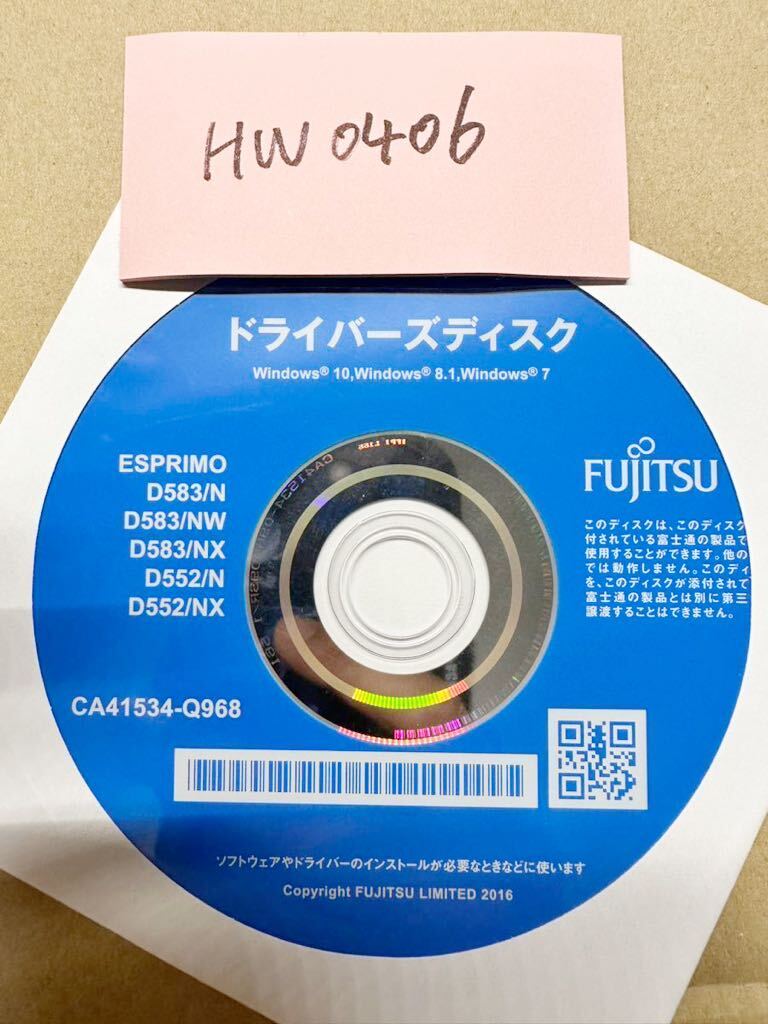 HW 0406
ドライバーズディスク
Windows® 10,Windows® 8.1,Windows® 7
ESPRIMO
D583/N
D583/NW
D583/NX
D552/N
D552/NX
FUJITSU
このディスクは、このディスク
付されている富士通の製品で
使用することができます。他の
では動作しません。このディ
を、このディスクが添付されて
富士通の製品とは別に第三
譲渡することはできません。
CA41534-Q968
ソフトウェアやドライバーのインストールが必要なときなどに使います
Copyright FUJITSU LIMITED 2016